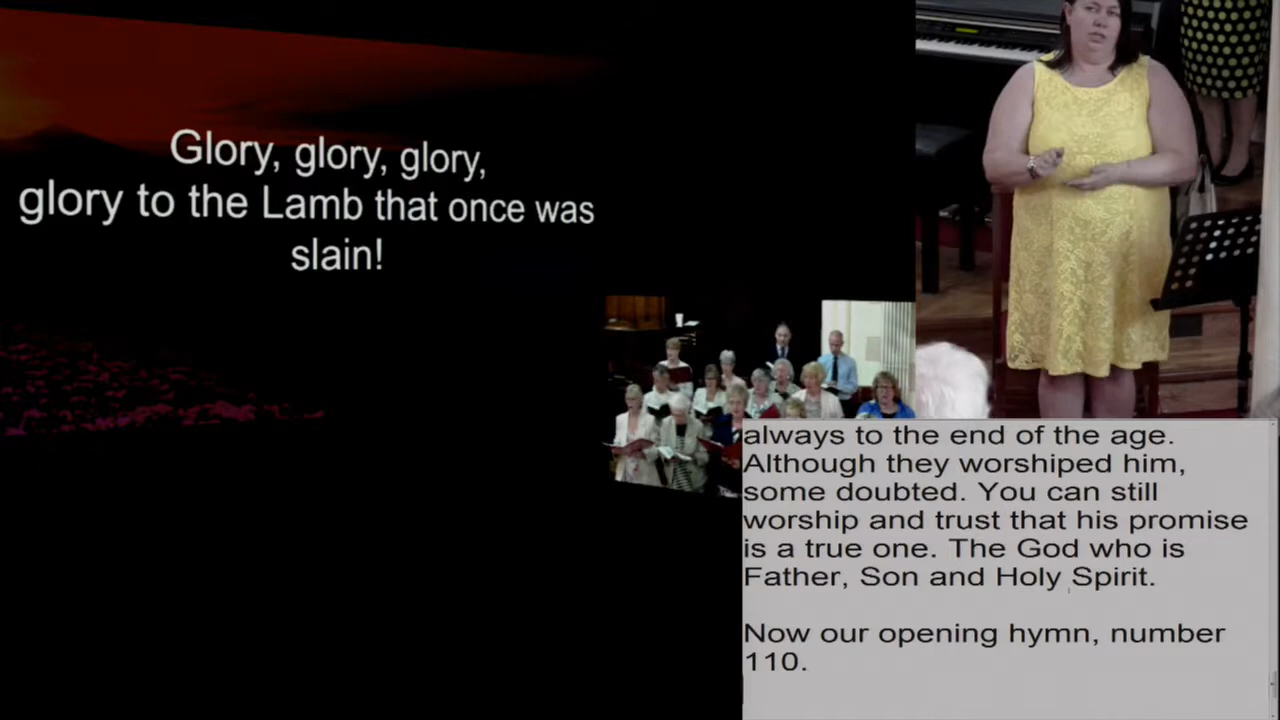 Glory, glory, glory,
glory to the Lamb that once was
slain!
always to the end of the age.
Although they worshiped him,
some doubted. You can still
worship and trust that his promise
is a true one. The God who is
Father, Son and Holy Spirit.
Now our opening hymn, number
110.